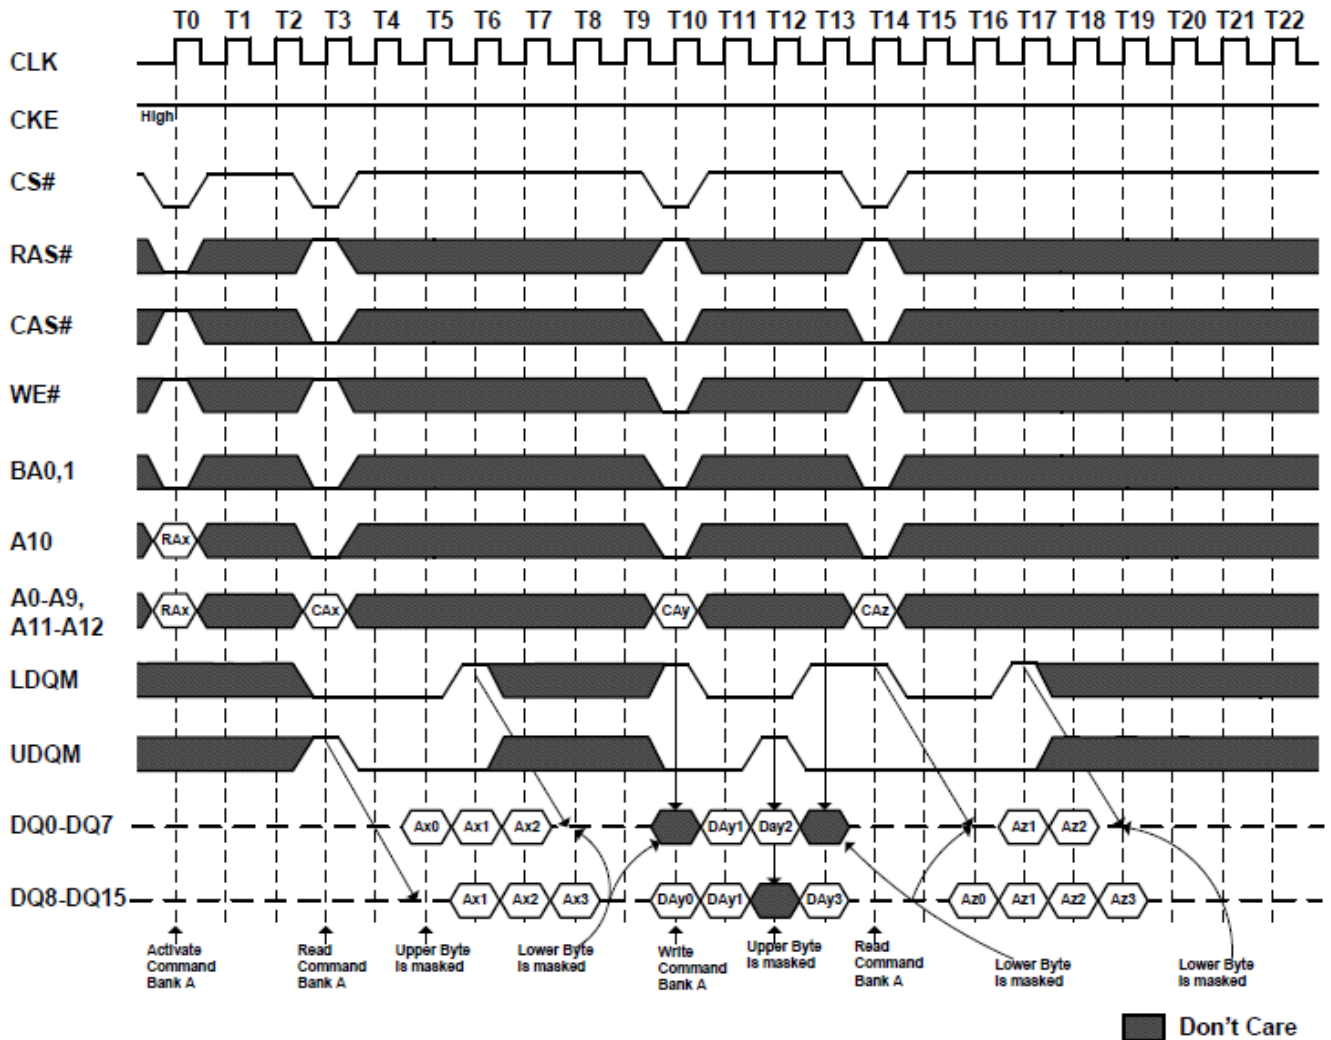 T0 T1 T2 T3 T4 T5 T6 T7 T8 T9 T10 T11 T12 T13 T14 T15 T16 T17 T18 T19 T20 T21 T22
CLK
CKE
High
CS#
RAS#
CAS#
WE#
BA0,1
A10
RAx
A0-A9,
A11-A12
RAx CAx CAy CAz
LDQM
UDQM
DQ0-DQ7
Ax0 Ax1 Ax2 DAy1 Day2 Az1 Az2
DQ8-DQ15
Ax1 Ax2 Ax3 DAy0 DAy1 DAy3 Az0 Az1 Az2 Az3
Activate
Command
Bank A
Read
Command
Bank A
Upper Byte
Is masked
Lower Byte
Is masked
Write
Command
Bank A
Upper Byte
Is masked
Read
Command
Bank A
Lower Byte
Is masked
Lower Byte
Is masked
Don't Care